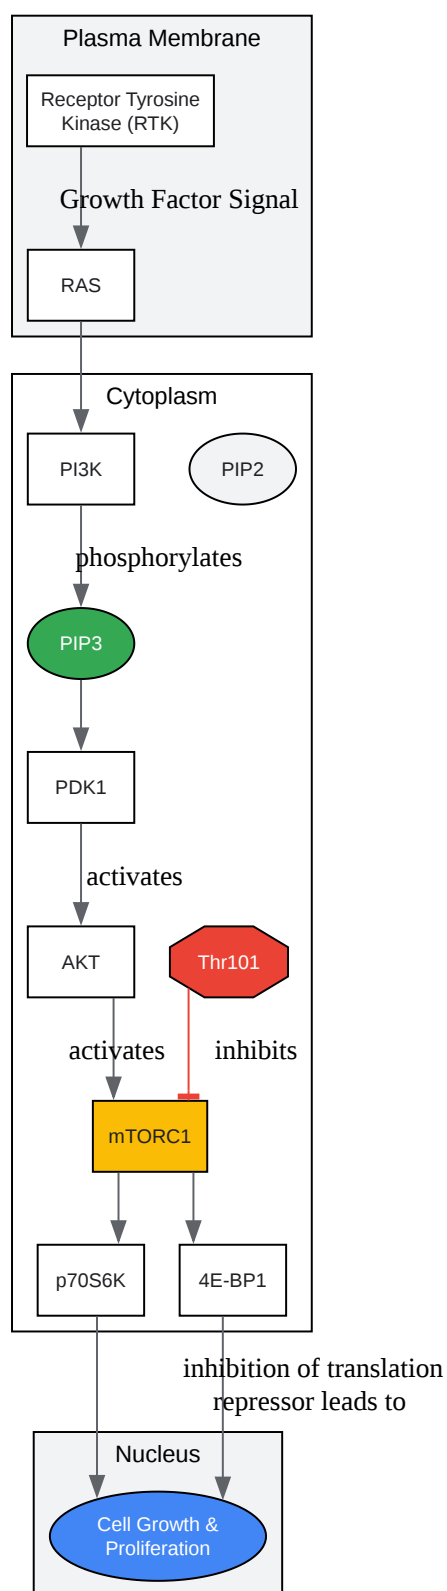 Plasma Membrane
Receptor Tyrosine
Kinase (RTK)
Growth Factor Signal
RAS
Cytoplasm
PI3K
PIP2
phosphorylates
PIP3
PDK1
activates
AKT
Thr101
activates
inhibits
mTORC1
p70S6K
4E-BP1
inhibition of translation
repressor leads to
Nucleus
Cell Growth &
Proliferation